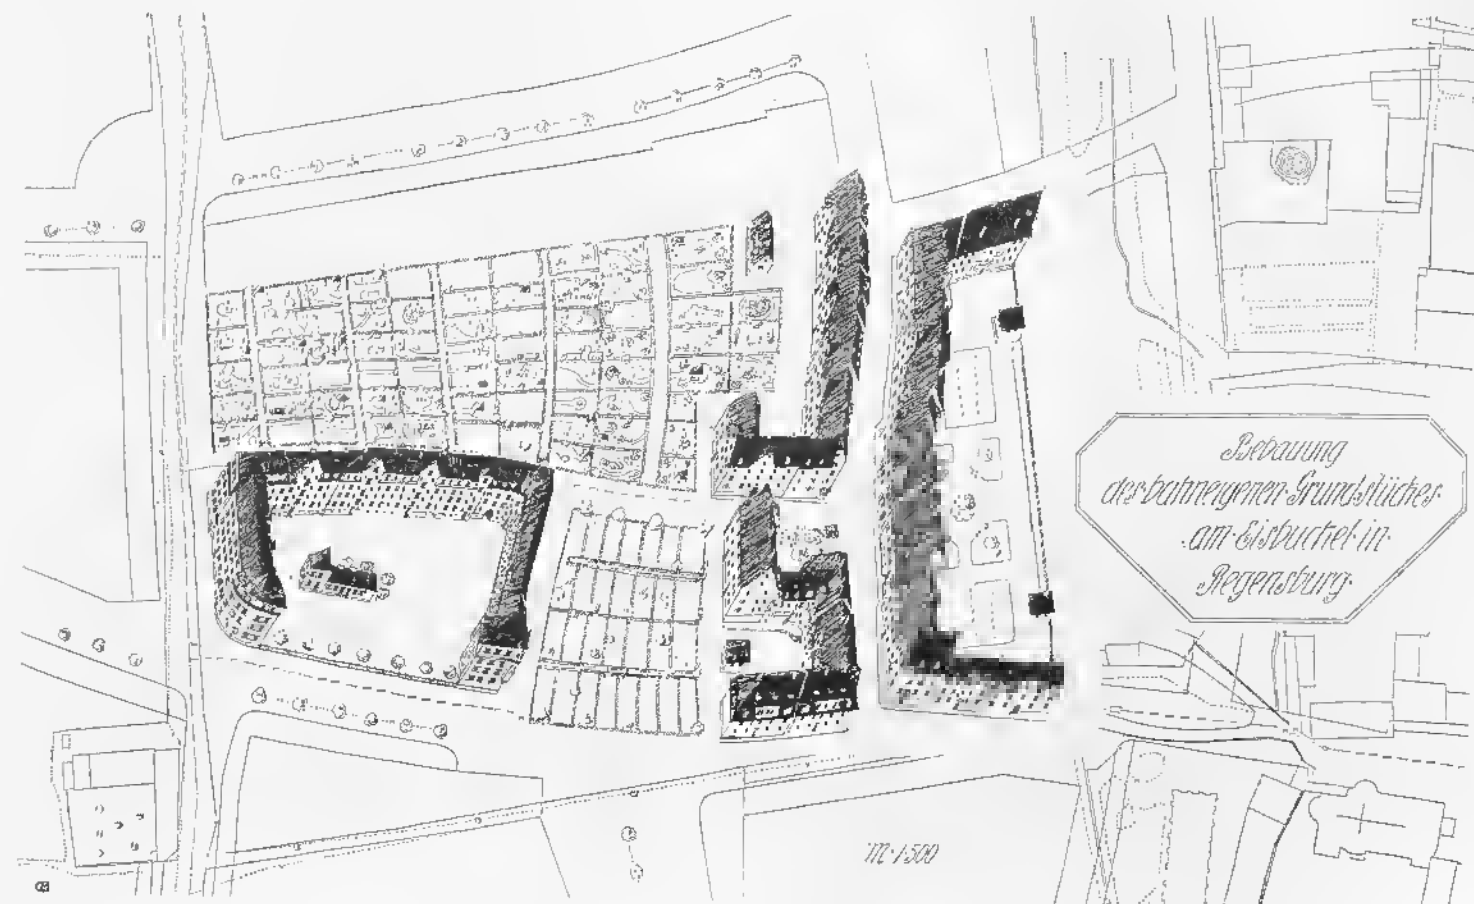 Bebauung
des bahneigenen Grundstückes
am Eisbuckel in
Regensburg.
M·1:500